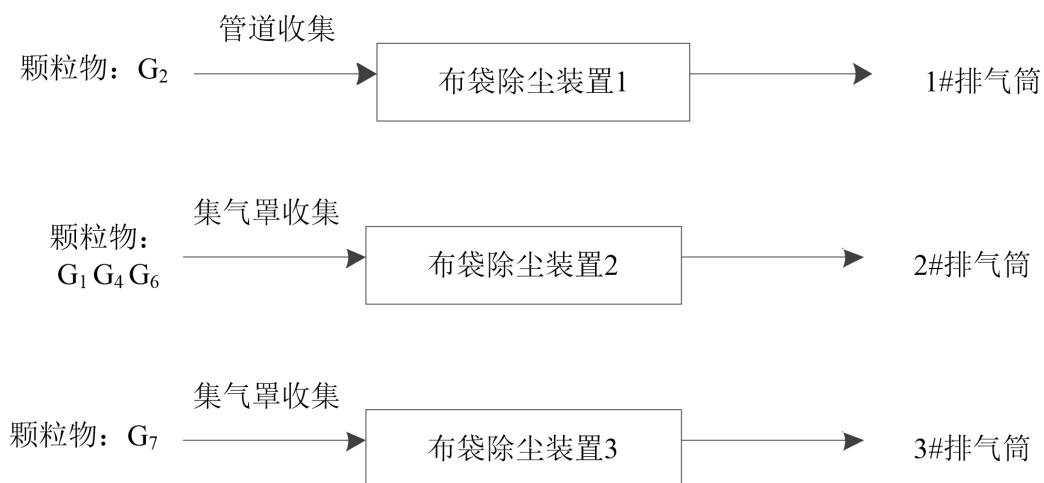 管道收集
颗粒物：G₂
布袋除尘装置1
1#排气筒
集气罩收集
颗粒物：
G₁ G₄ G₆
布袋除尘装置2
2#排气筒
集气罩收集
颗粒物：G₇
布袋除尘装置3
3#排气筒